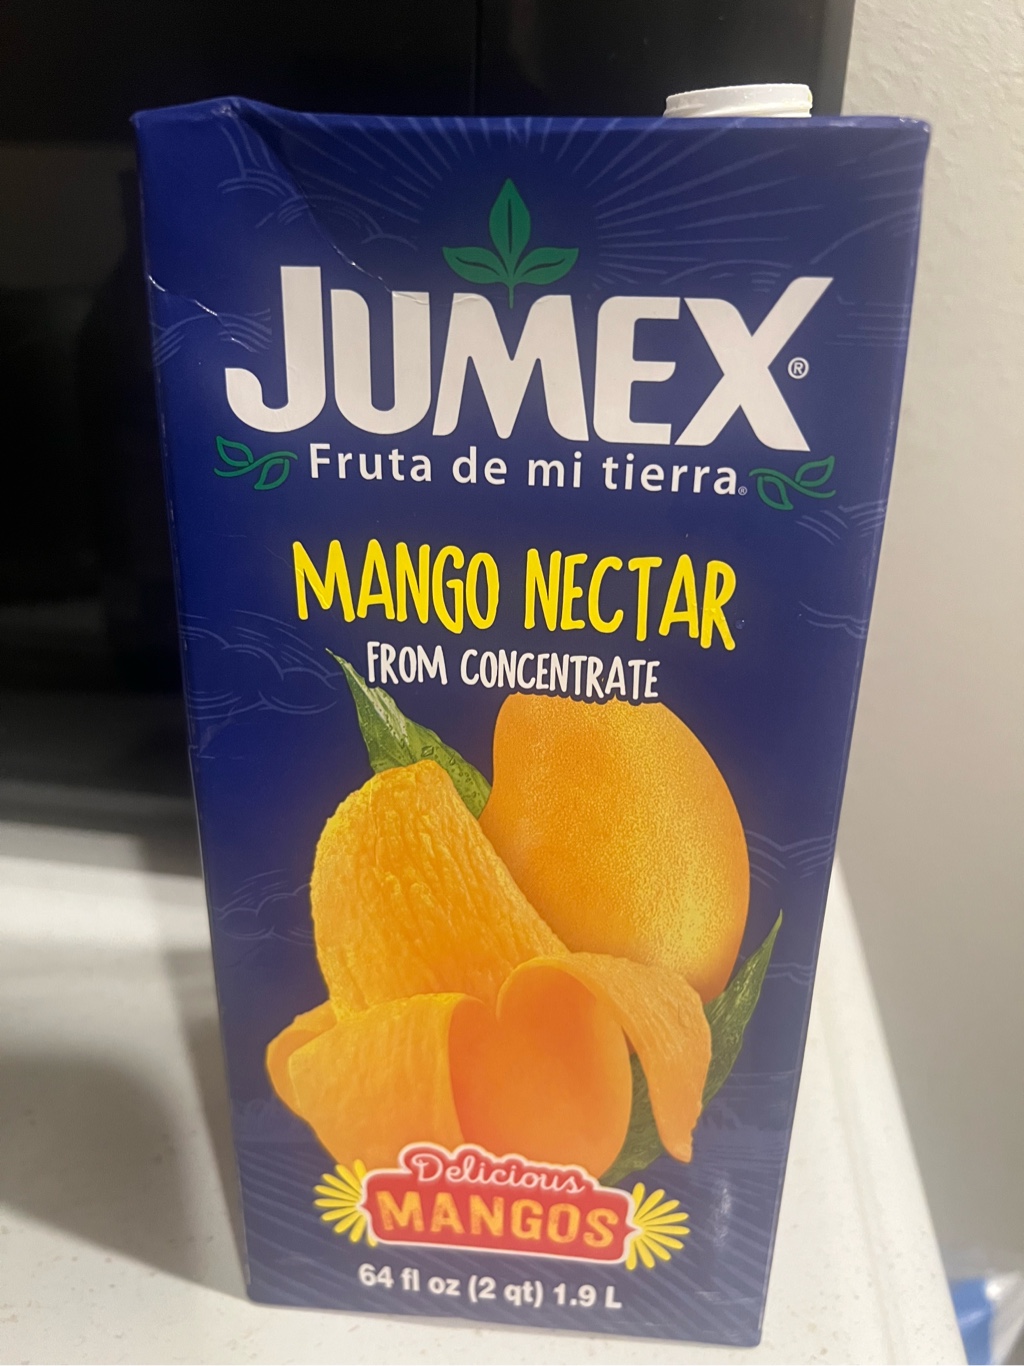 JUMEX®
Fruta de mi tierra®
MANGO NECTAR
FROM CONCENTRATE
Delicious
MANGOS
64 fl oz (2 qt) 1.9 L